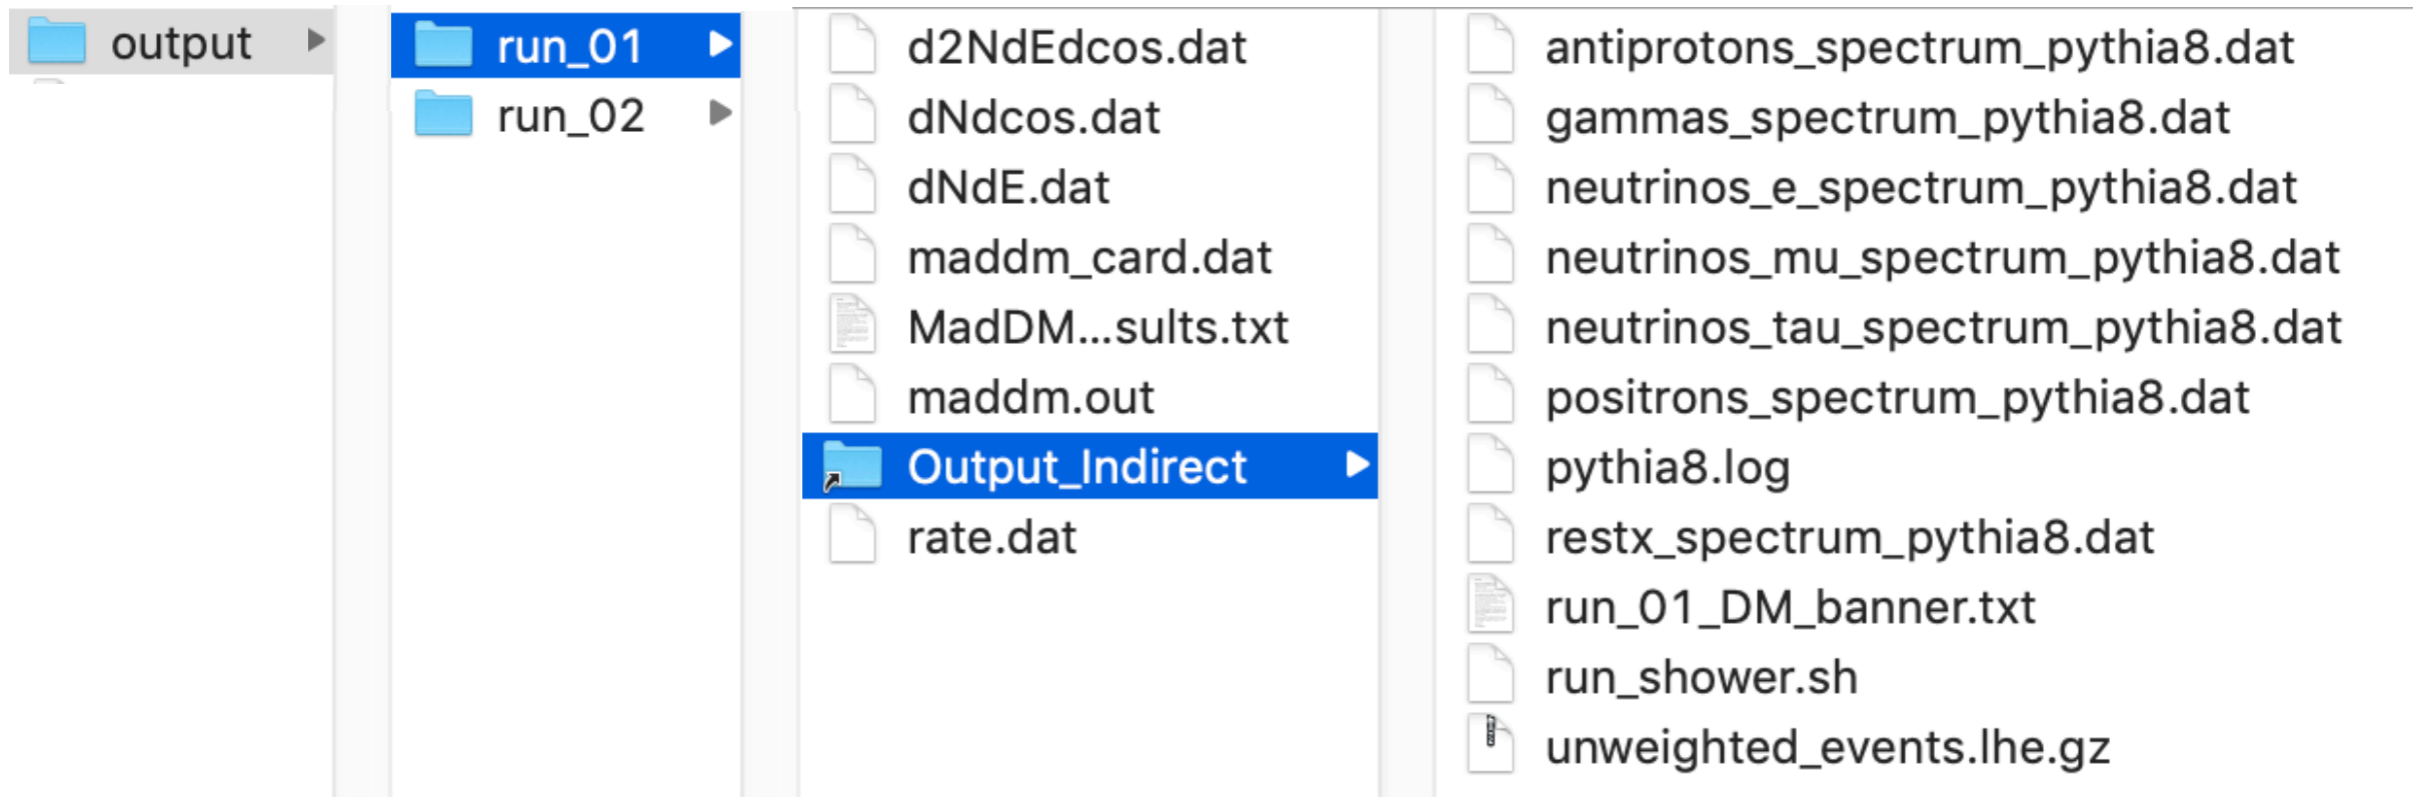 output
run_01
run_02
d2NdEdcos.dat
dNdcos.dat
dNdE.dat
maddm_card.dat
MadDM...sults.txt
maddm.out
Output_Indirect
rate.dat
antiprotons_spectrum_pythia8.dat
gammas_spectrum_pythia8.dat
neutrinos_e_spectrum_pythia8.dat
neutrinos_mu_spectrum_pythia8.dat
neutrinos_tau_spectrum_pythia8.dat
positrons_spectrum_pythia8.dat
pythia8.log
restx_spectrum_pythia8.dat
run_01_DM_banner.txt
run_shower.sh
unweighted_events.lhe.gz